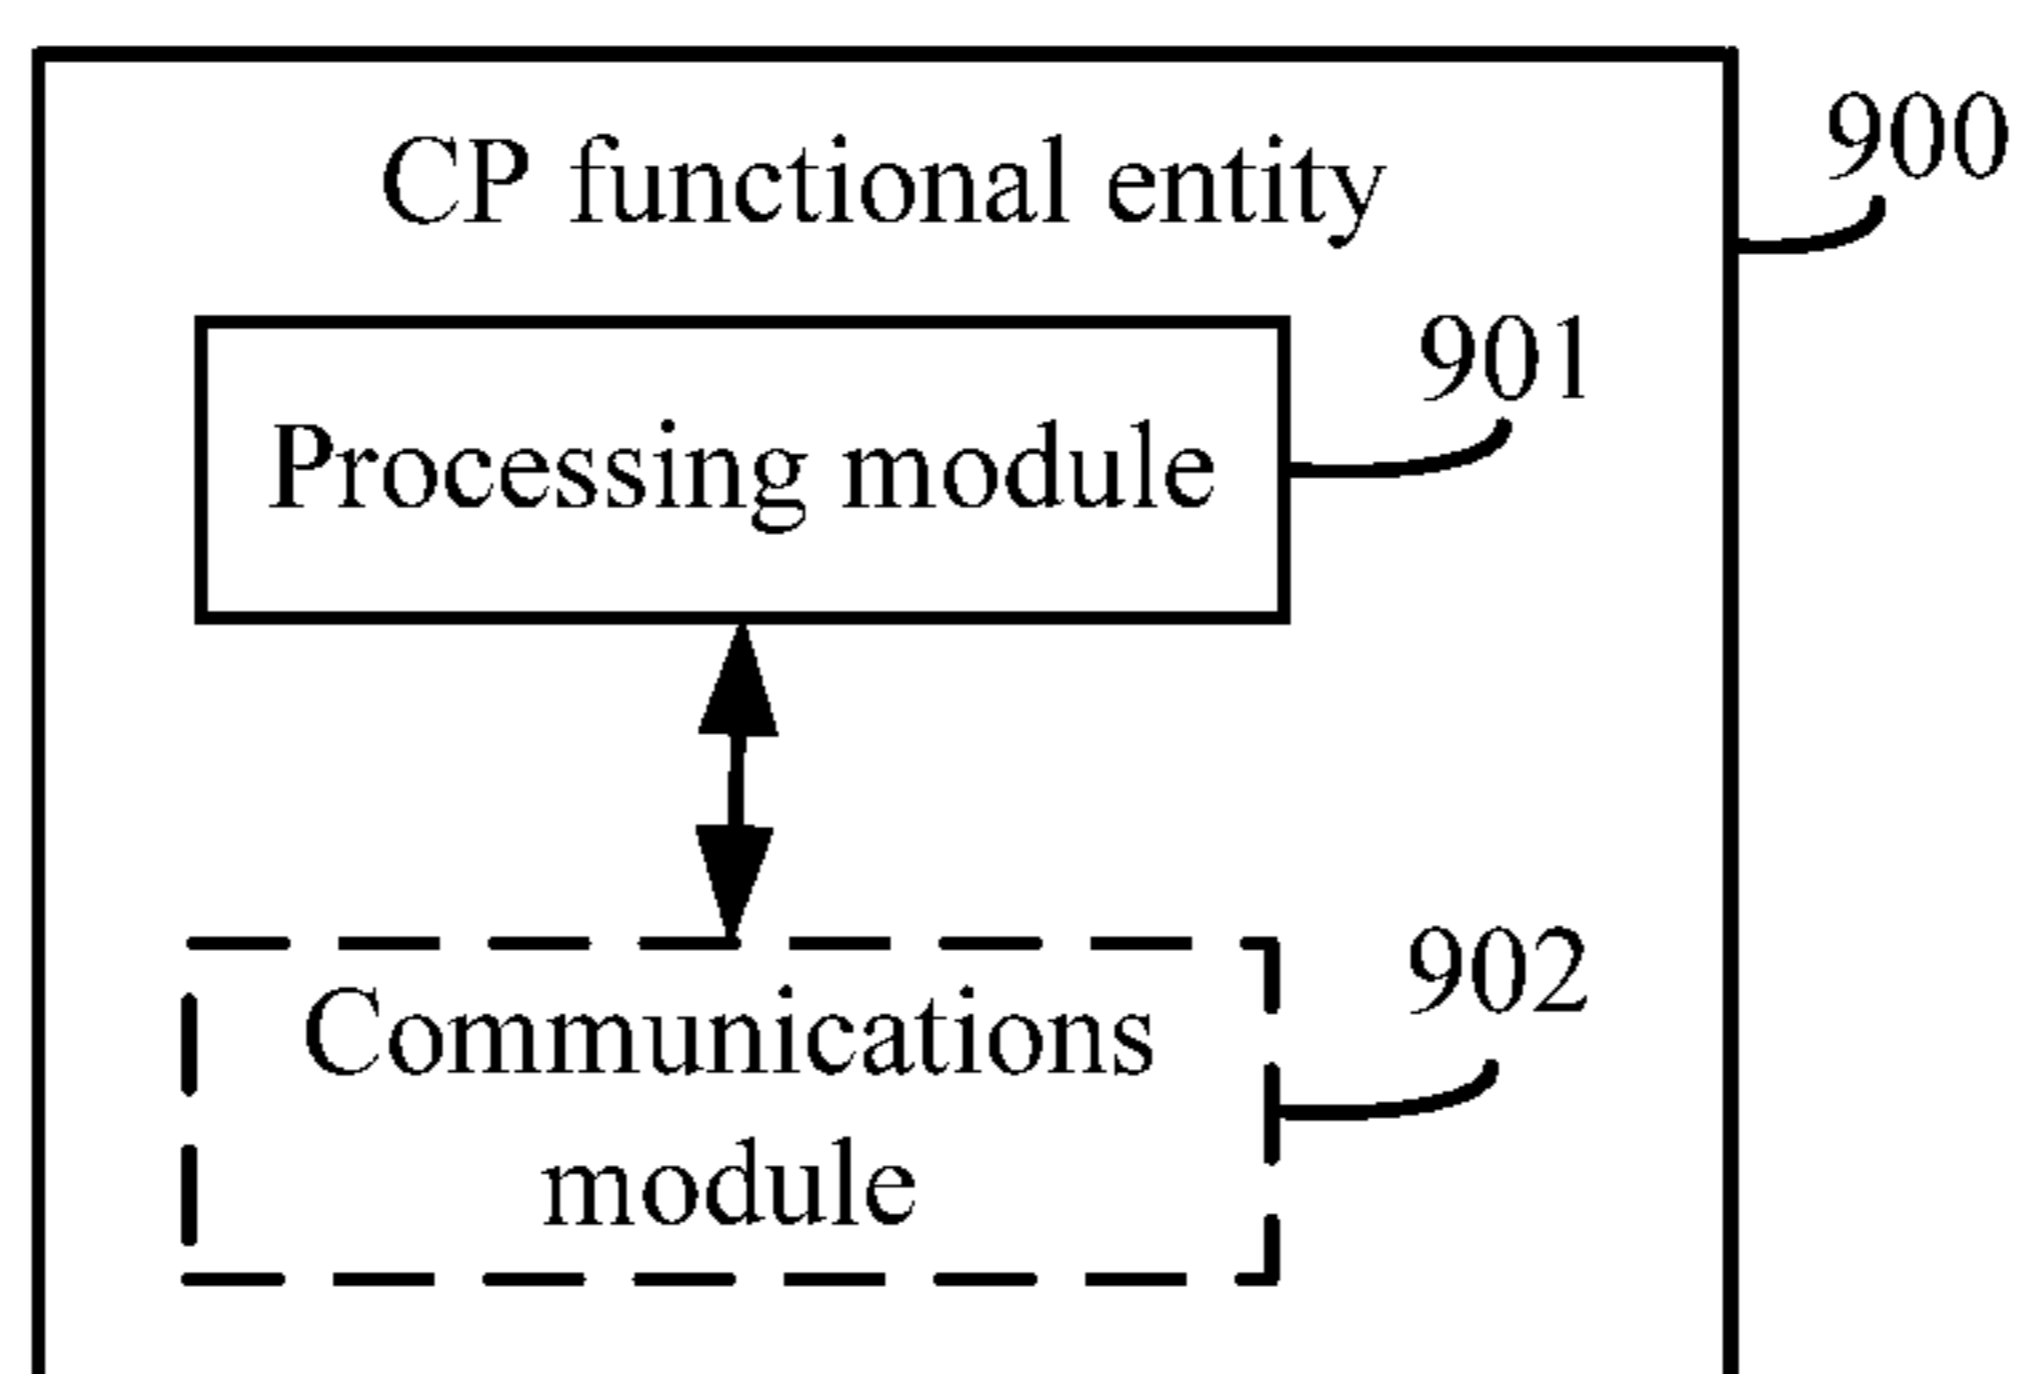 CP functional entity
900
901
Processing module
902
Communications
module